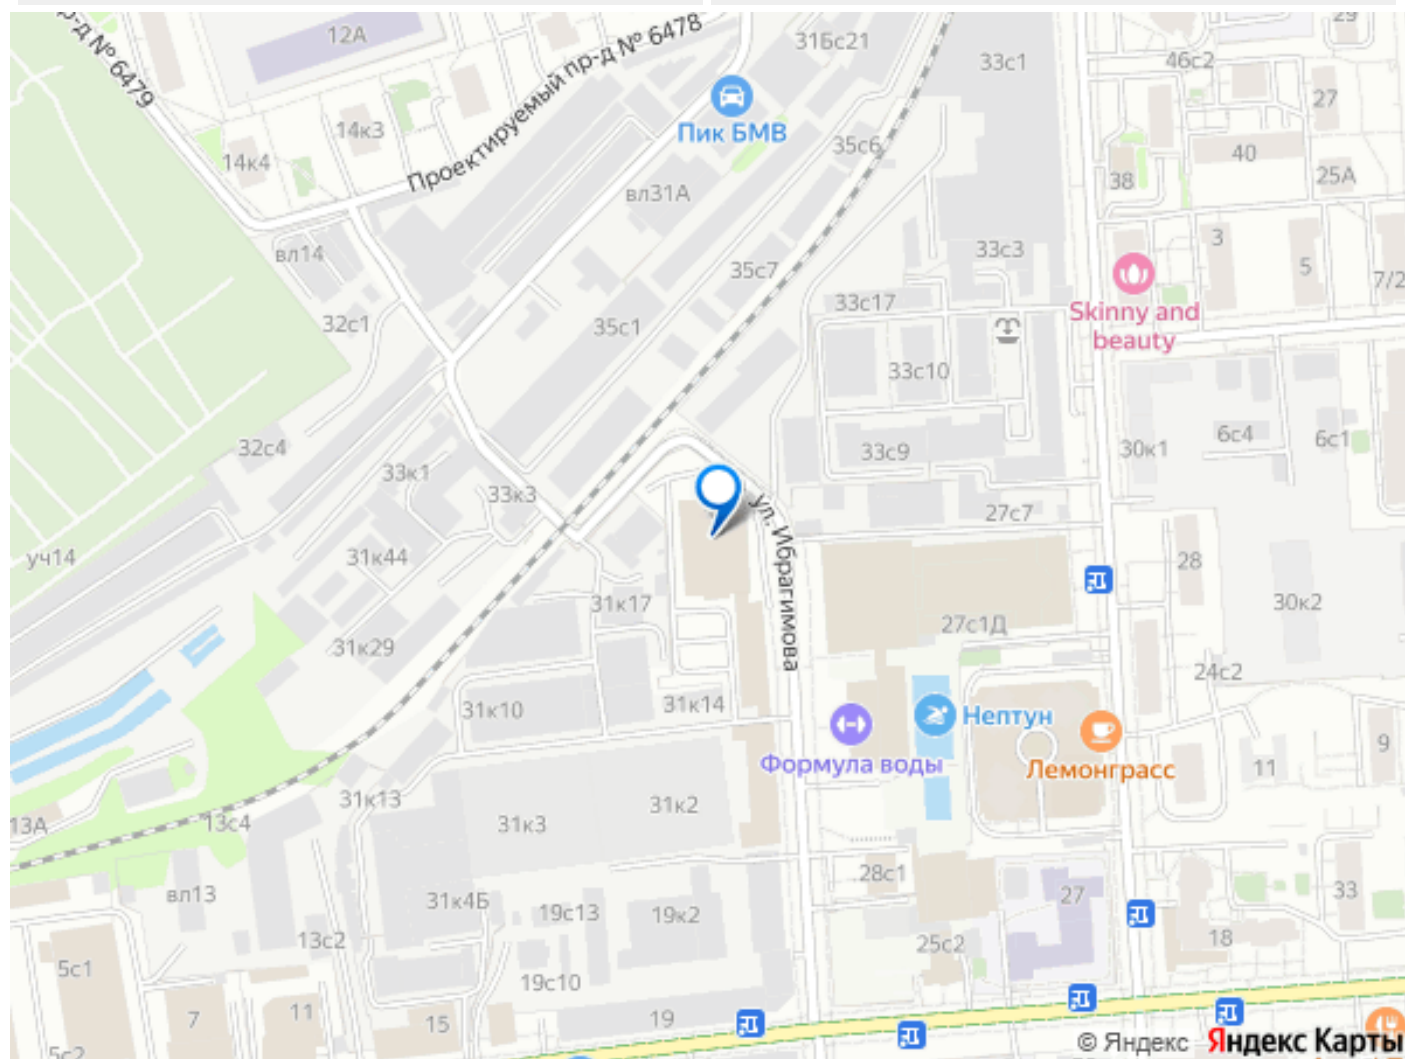 29
12А
Проектируемый пр-д № 6478
31Бс21
33с1
46с2
р-д № 6479
Пик БМВ
27
14к3
35с6
40
14к4
вл31А
38
25А
вл14
33с3
3
35с7
5
7/2
33с17
Skinny and
beauty
32с1
35с1
33с10
32с4
33с9
30к1
6с4
6с1
33к1
33к3
ул. Ибрагимова
27с7
уч14
31к44
28
31к17
30к2
27с1Д
31к29
24с2
31к10
31к14
Нептун
9
Формула воды
Лемонграсс
11
31к13
31к2
13А
13с4
31к3
28с1
вл13
31к4Б
27
33
19с13
19к2
13с2
18
25с2
5с1
19с10
7
11
15
19
5с2
© Яндекс Яндекс Карты